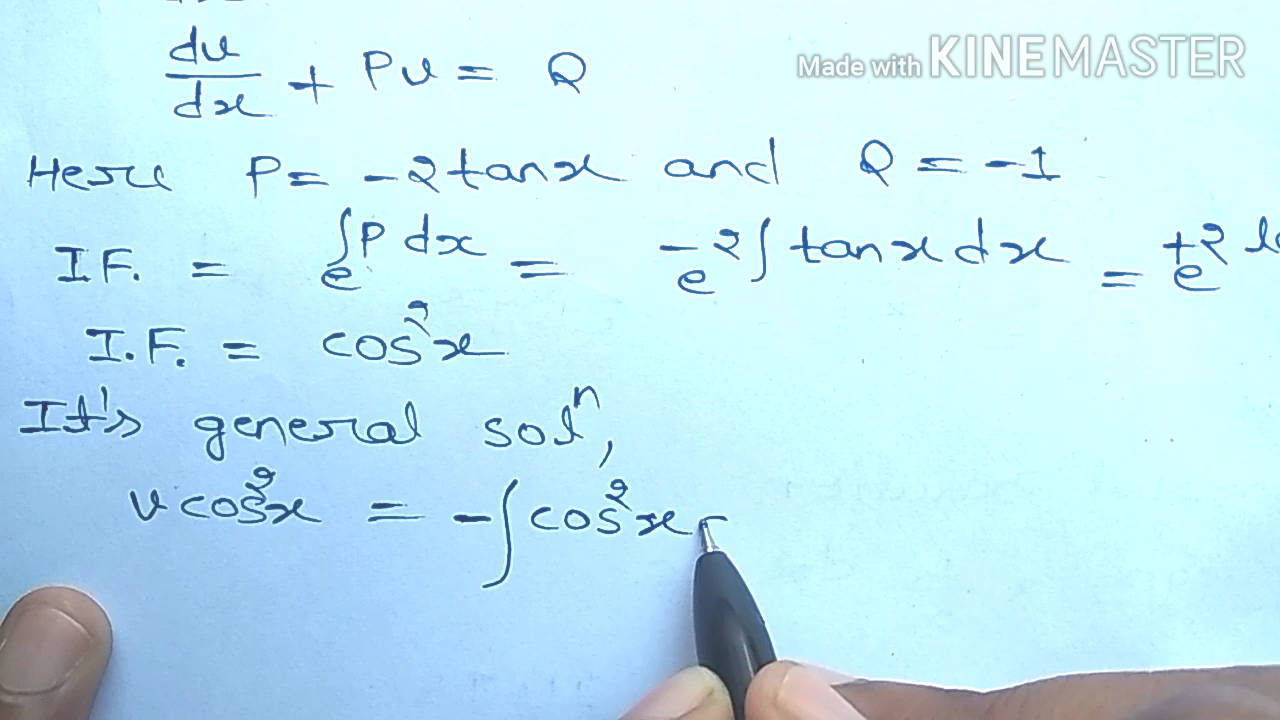 Made with KINEMASTER
du/dx + Pu = Q
Here P = -2tanx and Q = -1
I.F. = e^∫P dx = e^-2∫tanx dx = e^+2
I.F. = cos²x
It's general solⁿ,
u cos²x = -∫cos²x